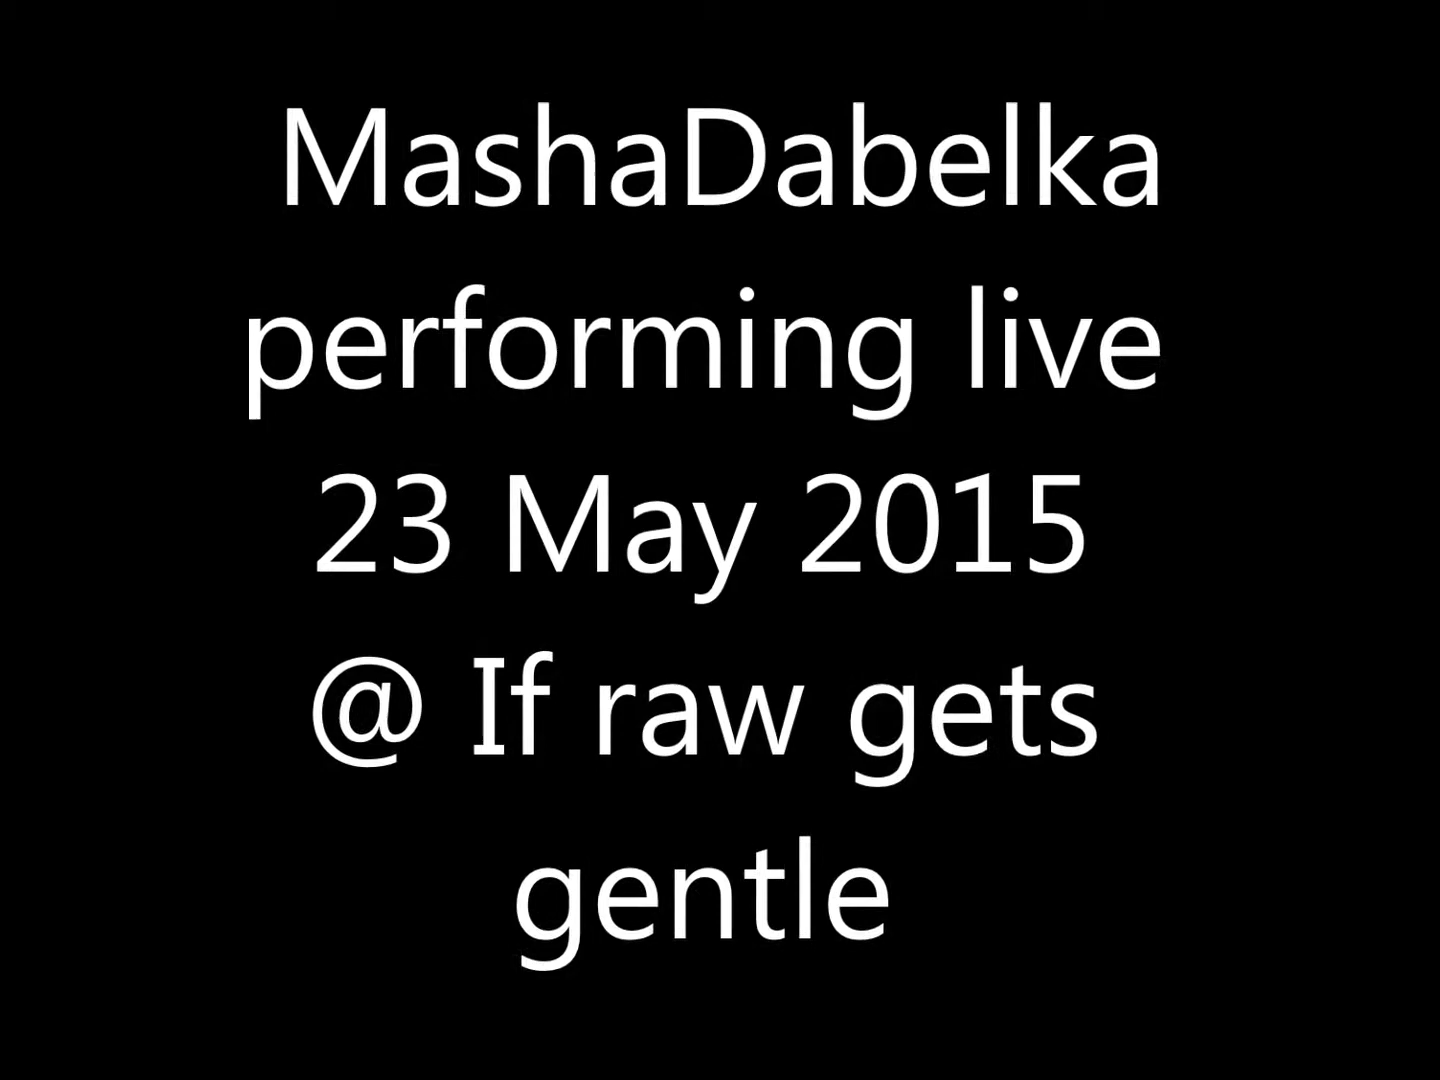 MashaDabelka
performing live
23 May 2015
@ If raw gets
gentle